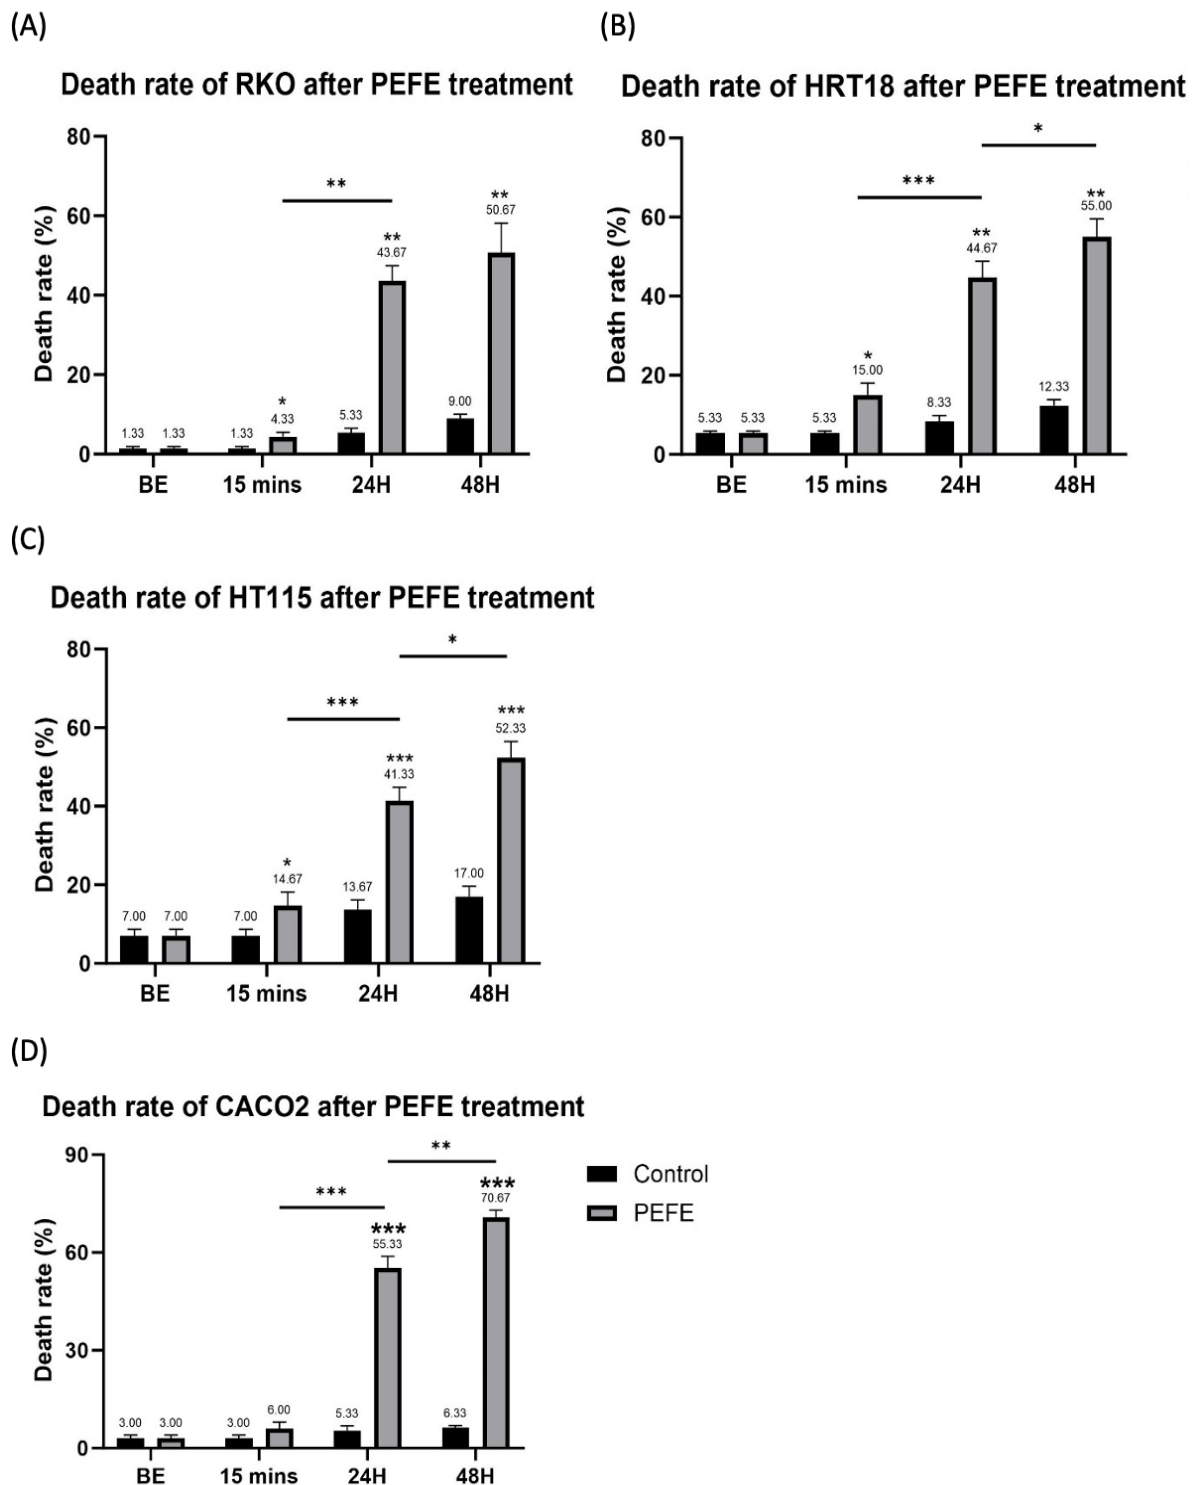 (A)
Death rate of RKO after PEFE treatment
Death rate (%)
80
60
40
20
0
**
**
50.67
**
43.67
*
4.33
1.33 1.33 1.33 5.33 9.00
BE 15 mins 24H 48H
(B)
Death rate of HRT18 after PEFE treatment
Death rate (%)
80
60
40
20
0
*
***
**
55.00
**
44.67
*
15.00
5.33 5.33 5.33 8.33 12.33
BE 15 mins 24H 48H
(C)
Death rate of HT115 after PEFE treatment
Death rate (%)
80
60
40
20
0
*
***
***
52.33
***
41.33
*
14.67
7.00 7.00 7.00 13.67 17.00
BE 15 mins 24H 48H
(D)
Death rate of CACO2 after PEFE treatment
Death rate (%)
90
60
30
0
**
***
***
70.67
***
55.33
3.00 3.00 3.00 6.00 5.33 6.33
BE 15 mins 24H 48H
Control
PEFE